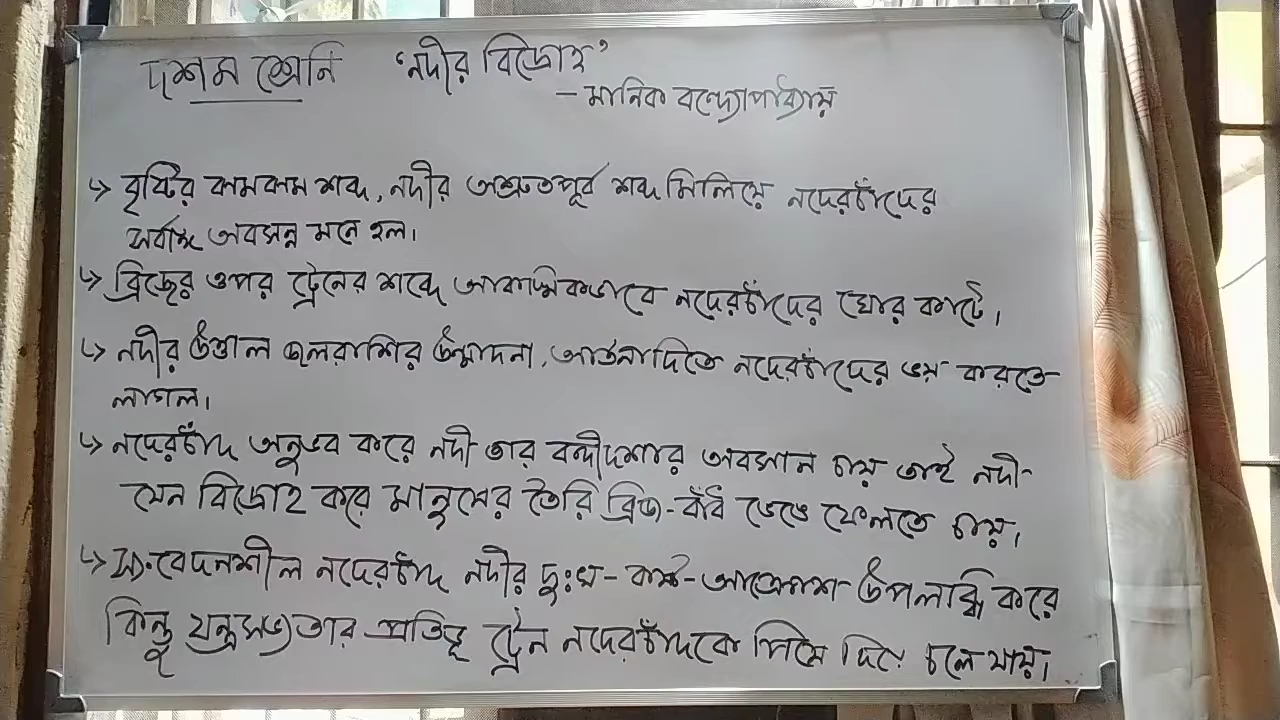 দশম শ্রেনি 'নদীর বিদ্রোহ'
- মানিক বন্দ্যোপাধ্যায়
↳ বৃষ্টির ঝমঝম শব্দ, নদীর অশ্রুতপূর্ব শব্দ মিলিয়ে নদেরচাঁদের
সর্বাঙ্গ অবসন্ন মনে হল।
↳ ব্রিজের ওপর ট্রেনের শব্দে আকস্মিকভাবে নদেরচাঁদের ঘোর কাটে।
↳ নদীর উত্তাল জলরাশির উন্মাদনা, আর্তনাদিতে নদেরচাঁদের ভয় করতে
লাগল।
↳ নদেরচাঁদ অনুভব করে নদী তার বন্দীদশার অবসান চায় তাই নদী
যেন বিদ্রোহ করে মানুষের তৈরি ব্রিজ-বাঁধ ভেঙে ফেলতে চায়।
↳ সংবেদনশীল নদেরচাঁদ নদীর দুঃখ-কষ্ট-আক্রোশ উপলব্ধি করে
কিন্তু যন্ত্রসভ্যতার প্রতিভূ ট্রেন নদেরচাঁদকে পিষে দিয়ে চলে যায়।